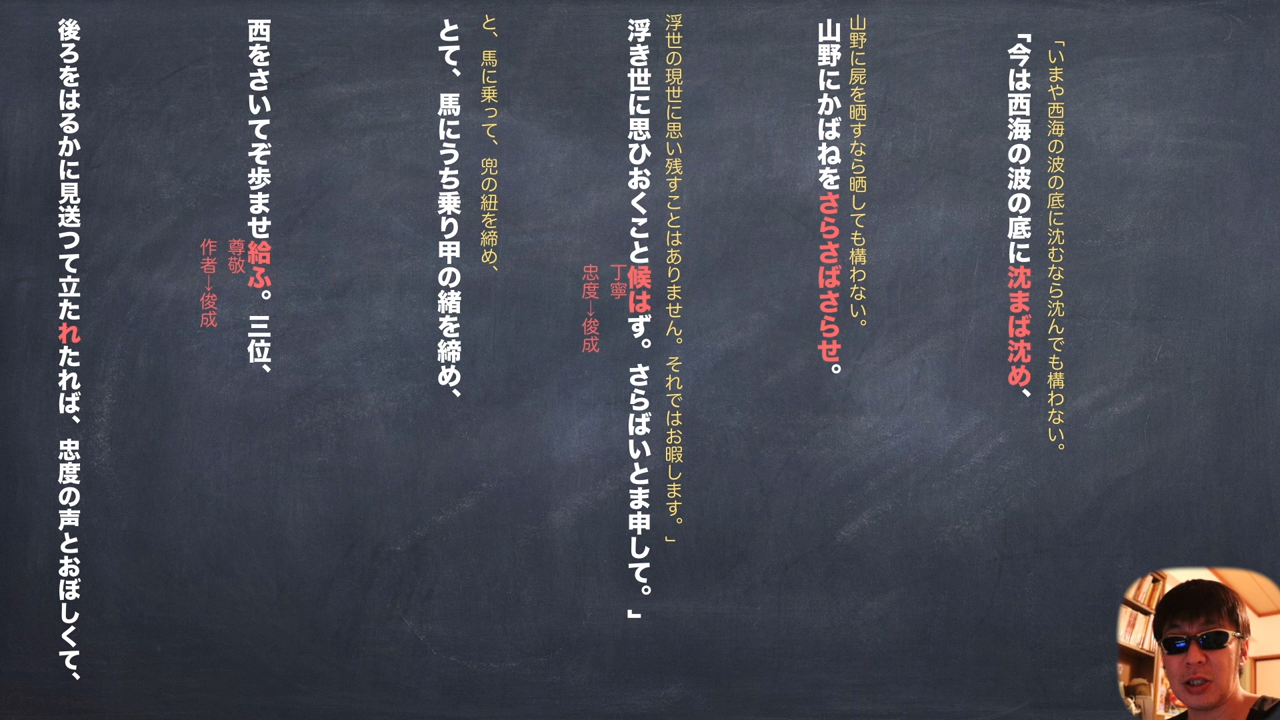 「いまや西海の波の底に沈むなら沈んでも構わない。
「今は西海の波の底に沈まば沈め、
山野に屍を晒すなら晒しても構わない。
山野にかばねをさらさばさらせ。
浮世の現世に思い残すことはありません。それではお暇します。」
浮き世に思ひおくこと候はず。さらばいとま申して。」
丁寧
忠度→俊成
と、馬に乗って、兜の紐を締め、
とて、馬にうち乗り甲の緒を締め、
西をさいてぞ歩ませ給ふ。三位、
尊敬
作者→俊成
後ろをはるかに見送つて立たれたれば、忠度の声とおぼしくて、